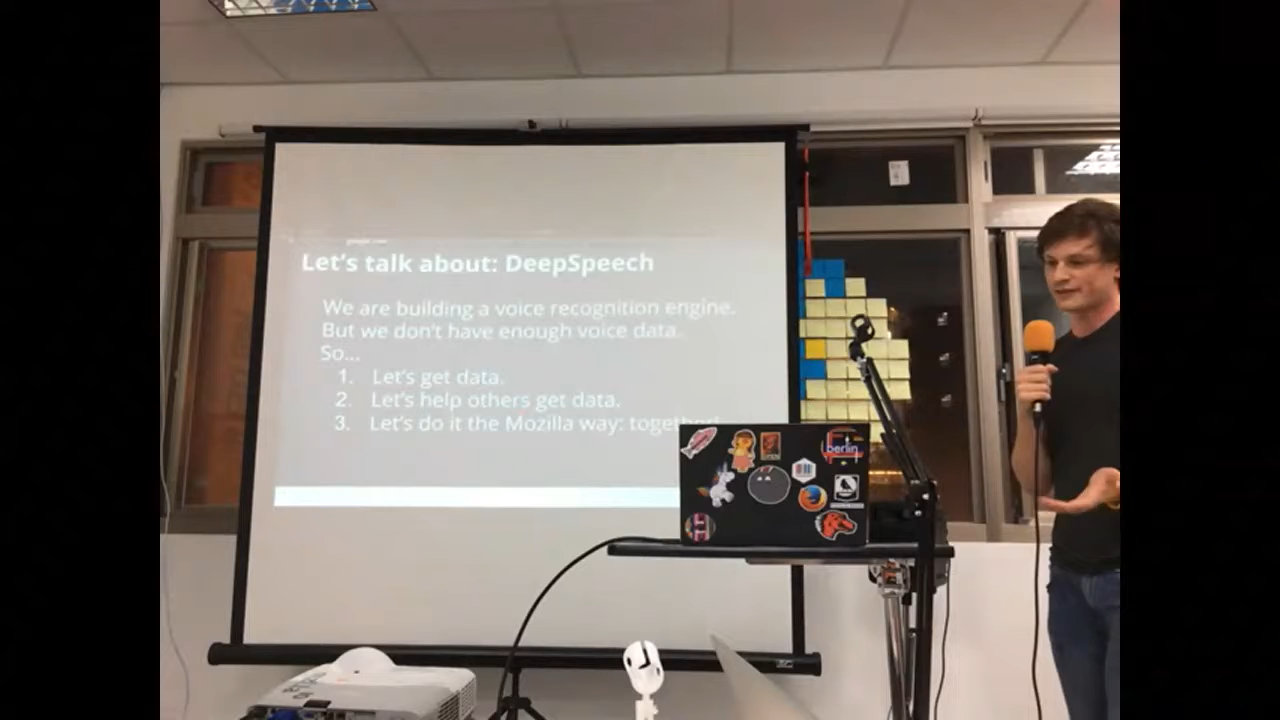 Let's talk about: DeepSpeech
We are building a voice recognition engine.
But we don't have enough voice data.
So...
1. Let's get data.
2. Let's help others get data.
3. Let's do it the Mozilla way: together!
berlin